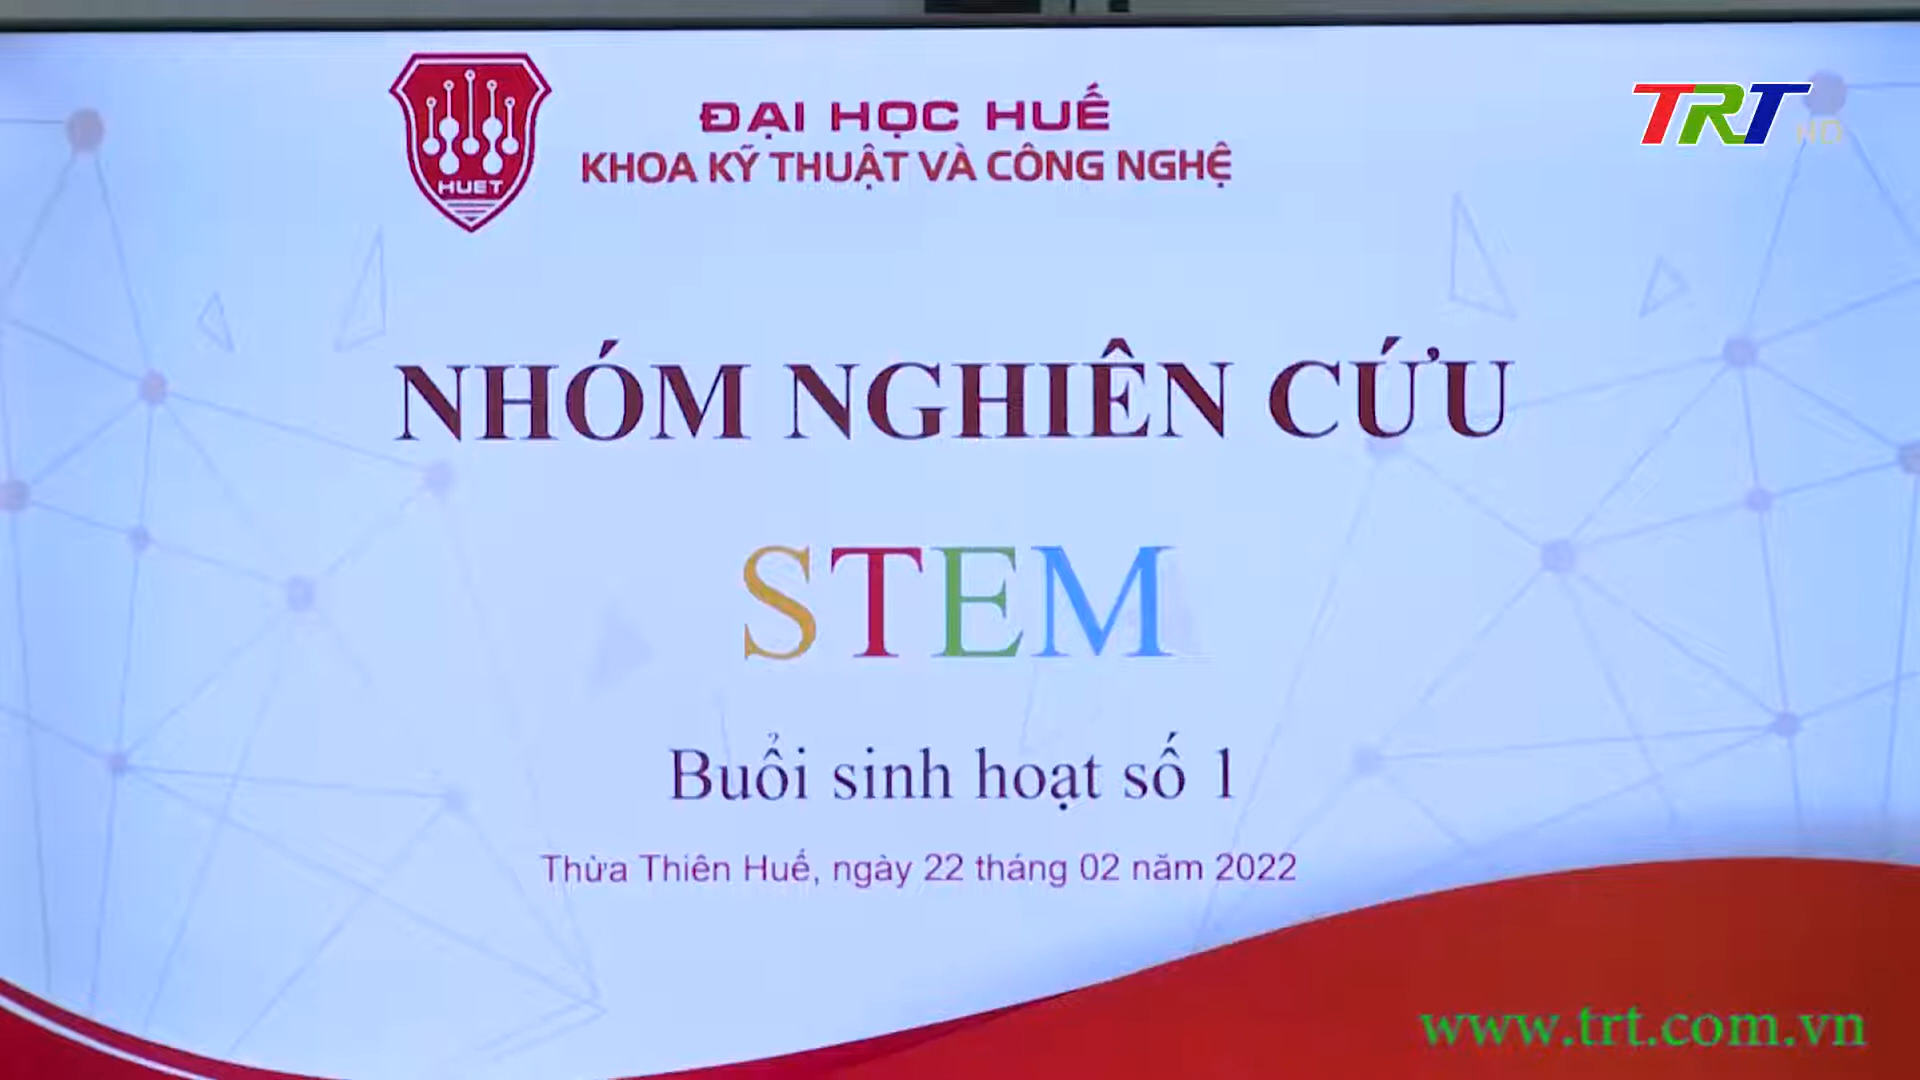 TRT HD
HUET
ĐẠI HỌC HUẾ
KHOA KỸ THUẬT VÀ CÔNG NGHỆ
NHÓM NGHIÊN CỨU
STEM
Buổi sinh hoạt số 1
Thừa Thiên Huế, ngày 22 tháng 02 năm 2022
www.trt.com.vn